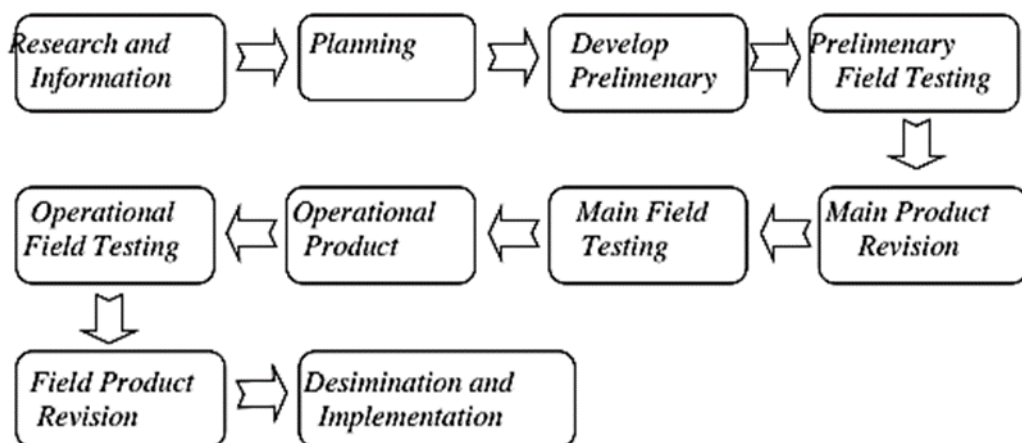 Research and
Information
Planning
Develop
Prelimenary
Prelimenary
Field Testing
Main Product
Revision
Main Field
Testing
Operational
Product
Operational
Field Testing
Field Product
Revision
Desimination and
Implementation